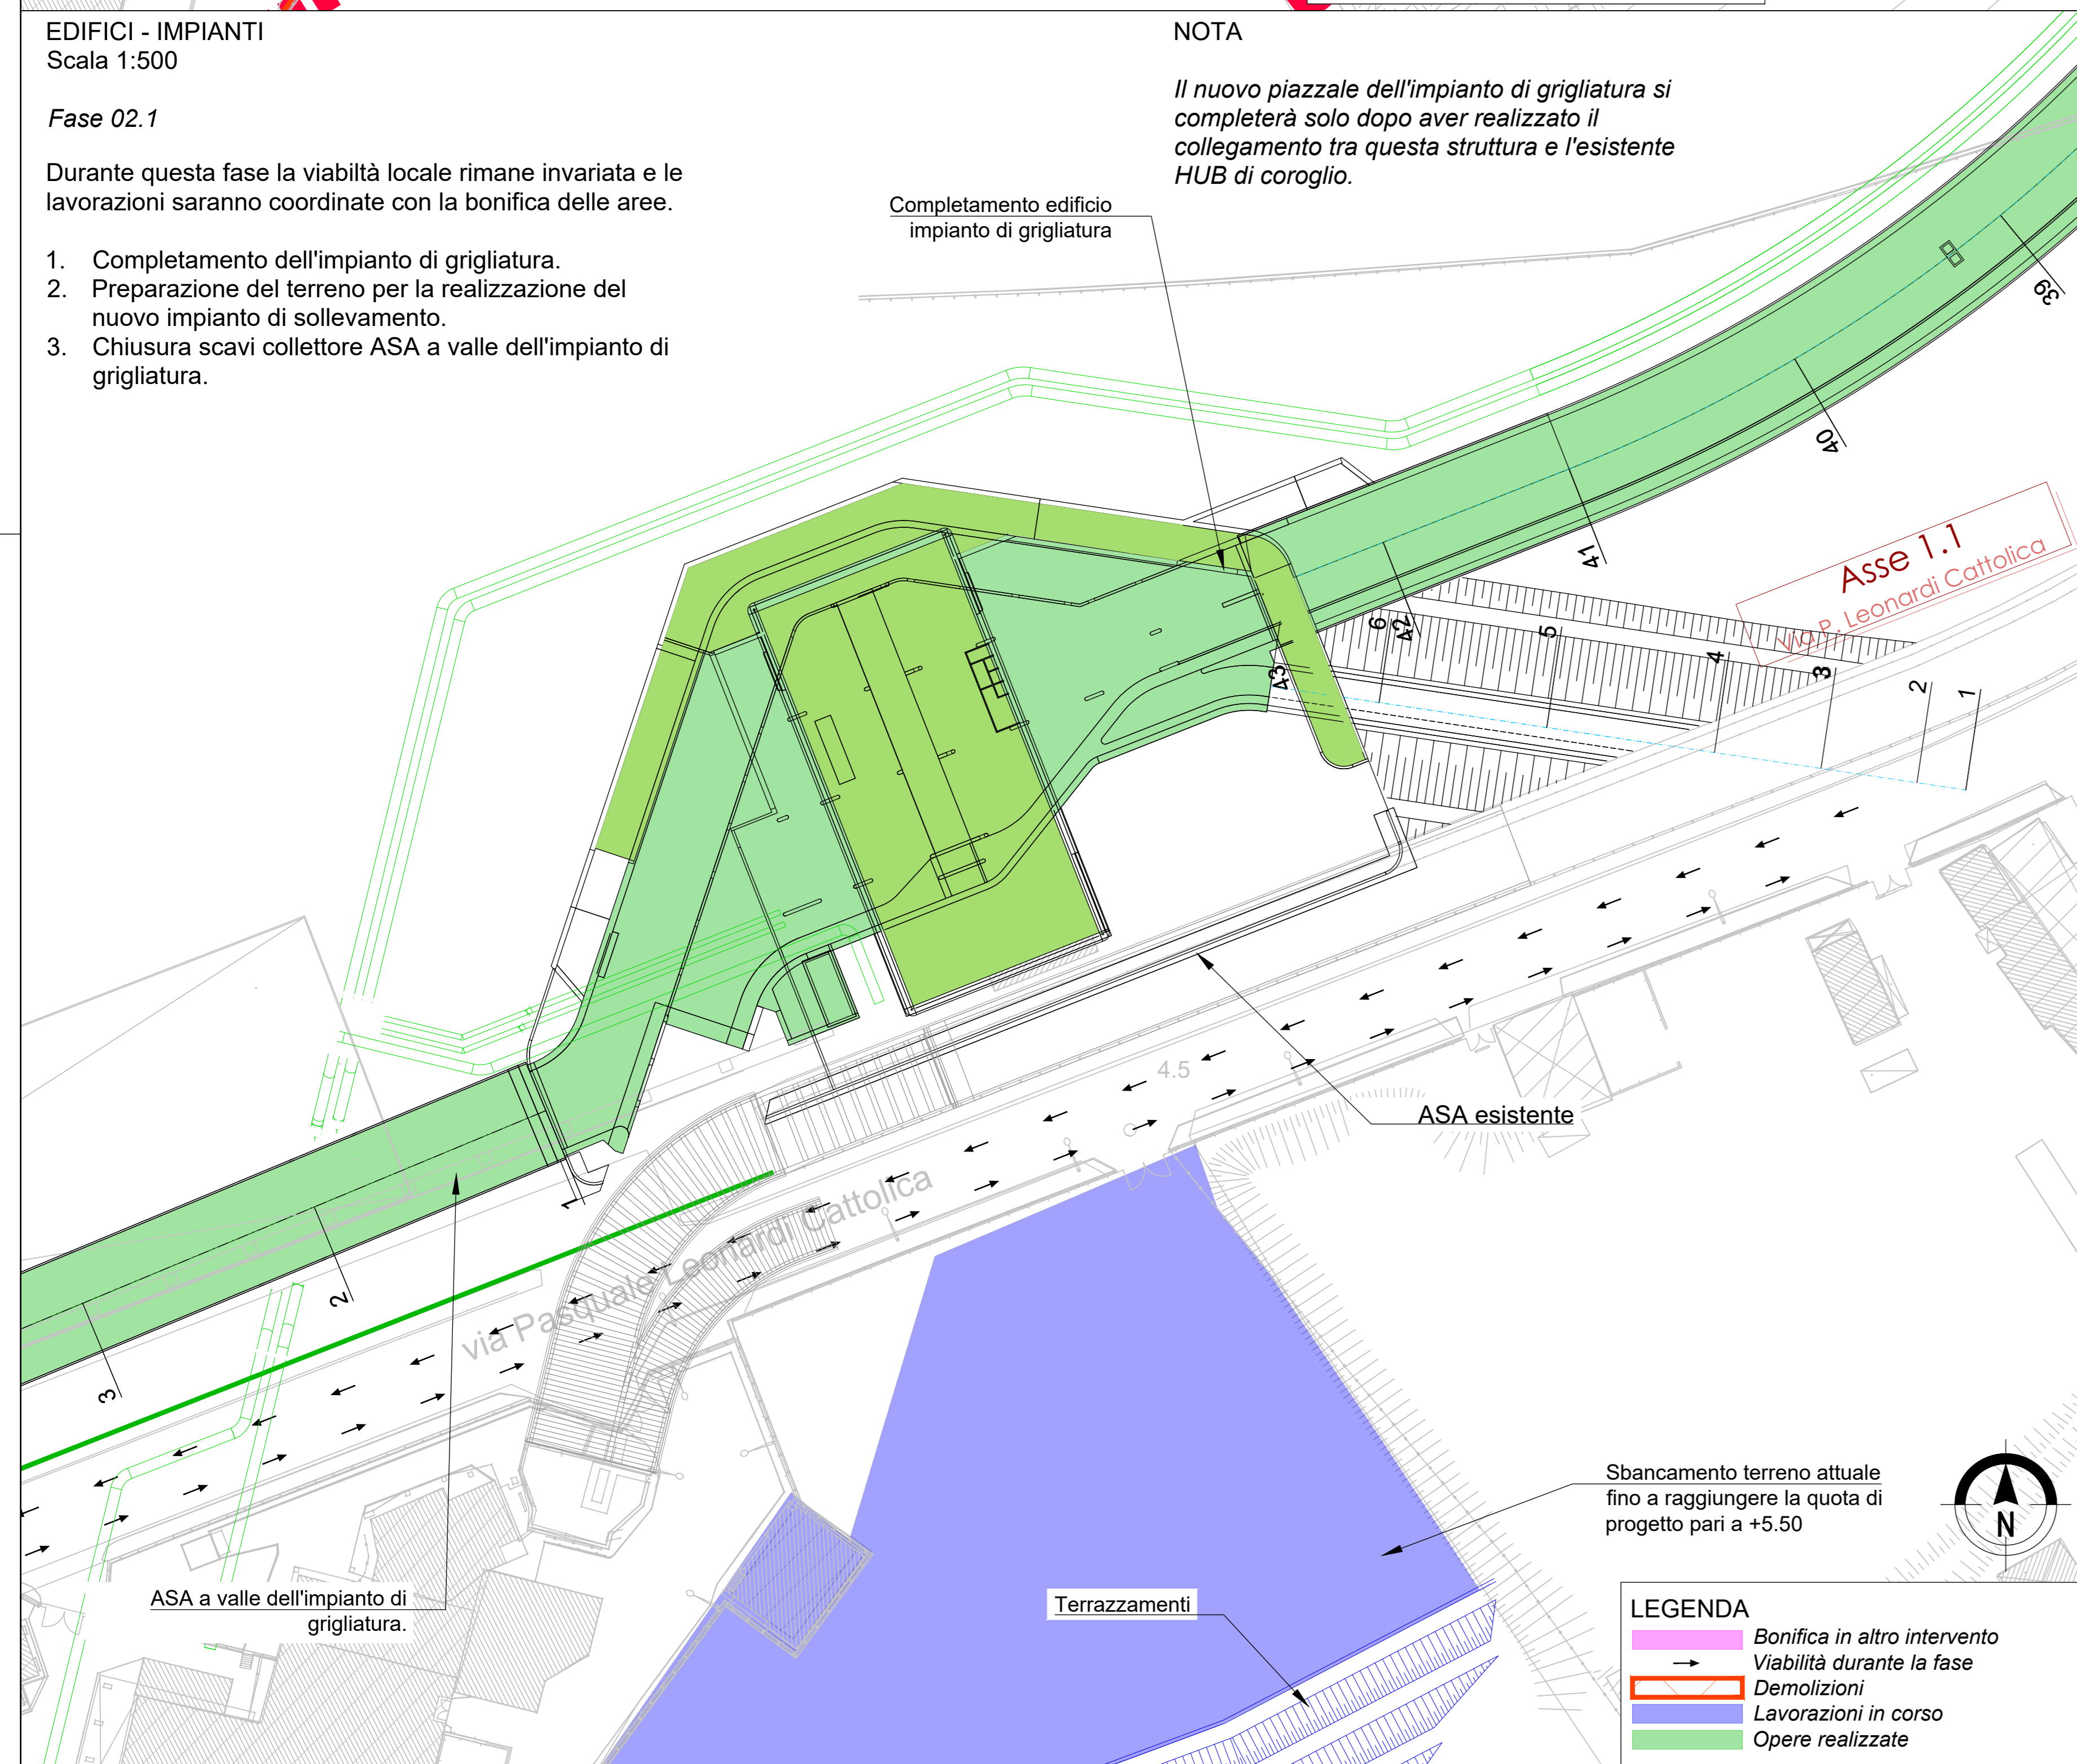 EDIFICI - IMPIANTI
Scala 1:500
Fase 02.1
Durante questa fase la viabiltà locale rimane invariata e le
lavorazioni saranno coordinate con la bonifica delle aree.
1. Completamento dell'impianto di grigliatura.
2. Preparazione del terreno per la realizzazione del
nuovo impianto di sollevamento.
3. Chiusura scavi collettore ASA a valle dell'impianto di
grigliatura.
NOTA
Il nuovo piazzale dell'impianto di grigliatura si
completerà solo dopo aver realizzato il
collegamento tra questa struttura e l'esistente
HUB di coroglio.
Completamento edificio
impianto di grigliatura
39
40
41
42
43
Asse 1.1
Via P. Leonardi Cattolica
6
5
4
3
2
1
4.5
ASA esistente
via Pasquale Leonardi Cattolica
1
2
3
ASA a valle dell'impianto di
grigliatura.
Terrazzamenti
Sbancamento terreno attuale
fino a raggiungere la quota di
progetto pari a +5.50
N
LEGENDA
Bonifica in altro intervento
Viabilità durante la fase
Demolizioni
Lavorazioni in corso
Opere realizzate